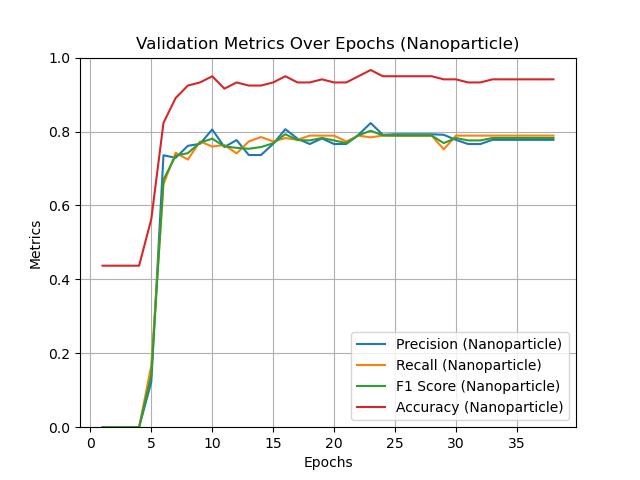 Validation Metrics Over Epochs (Nanoparticle)
1.0
0.8
0.6
0.4
0.2
0.0
Metrics
0 5 10 15 20 25 30 35
Epochs
Precision (Nanoparticle)
Recall (Nanoparticle)
F1 Score (Nanoparticle)
Accuracy (Nanoparticle)